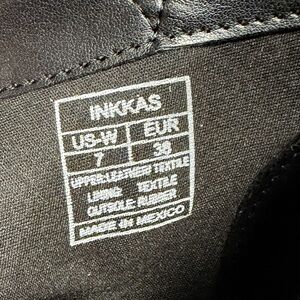 INKKAS
US-W EUR
7 38
UPPER:LEATHER/ TEXTILE
LINING: TEXTILE
OUTSOLE: RUBBER
MADE IN MEXICO